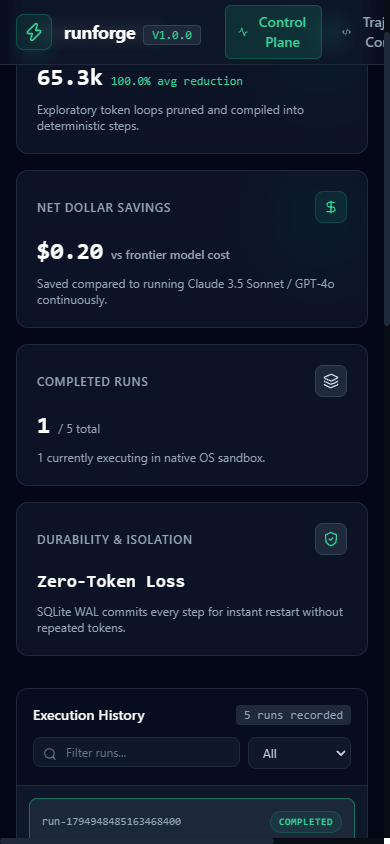 runforge V1.0.0
Control
Plane
65.3k 100.0% avg reduction
Exploratory token loops pruned and compiled into
deterministic steps.
NET DOLLAR SAVINGS
$0.20 vs frontier model cost
Saved compared to running Claude 3.5 Sonnet / GPT-4o
continuously.
COMPLETED RUNS
1 / 5 total
1 currently executing in native OS sandbox.
DURABILITY & ISOLATION
Zero-Token Loss
SQLite WAL commits every step for instant restart without
repeated tokens.
Execution History 5 runs recorded
Filter runs... All
run-1794948485163468400 COMPLETED